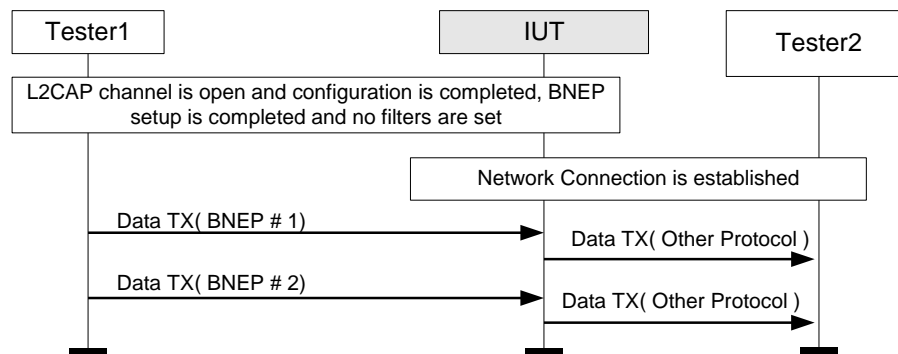 Tester1
IUT
Tester2
L2CAP channel is open and configuration is completed, BNEP
setup is completed and no filters are set
Network Connection is established
Data TX( BNEP # 1)
Data TX( Other Protocol )
Data TX( BNEP # 2)
Data TX( Other Protocol )